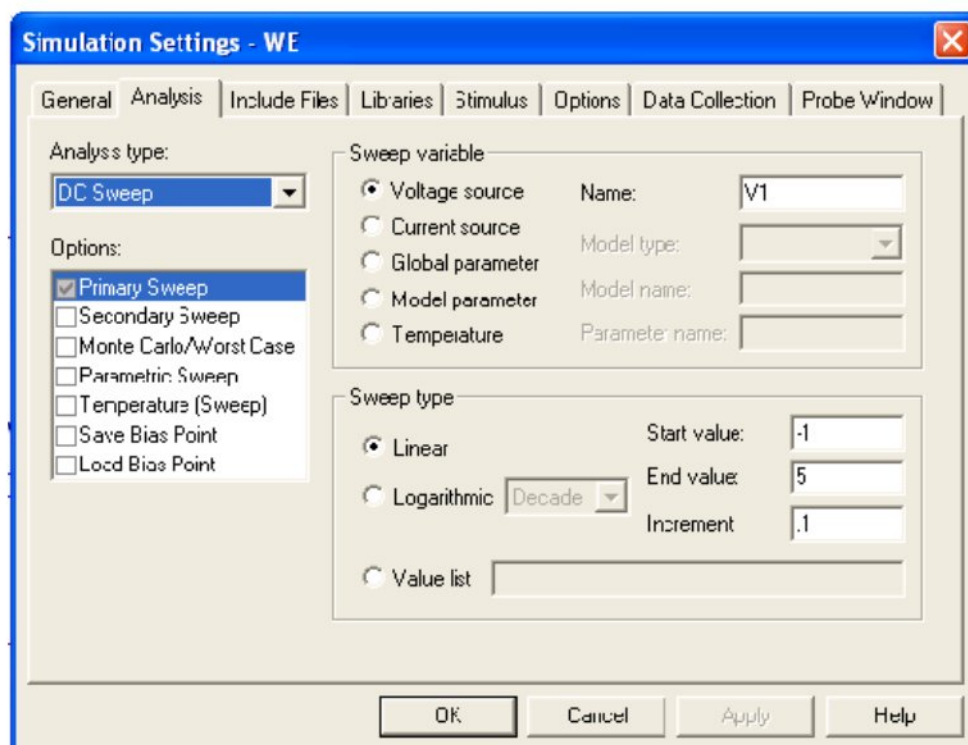 Simulation Settings - WE
General Analysis Include Files Libraries Stimulus Options Data Collection Probe Window
Analysis type:
DC Sweep
Options:
Primary Sweep
Secondary Sweep
Monte Carlo/Worst Case
Parametric Sweep
Temperature (Sweep)
Save Bias Point
Load Bias Point
Sweep variable
Voltage source
Current source
Global parameter
Model parameter
Temperature
Name: V1
Model type:
Model name:
Parameter name:
Sweep type
Linear
Logarithmic Decade
Value list
Start value: -1
End value: 5
Increment .1
OK Cancel Apply Help